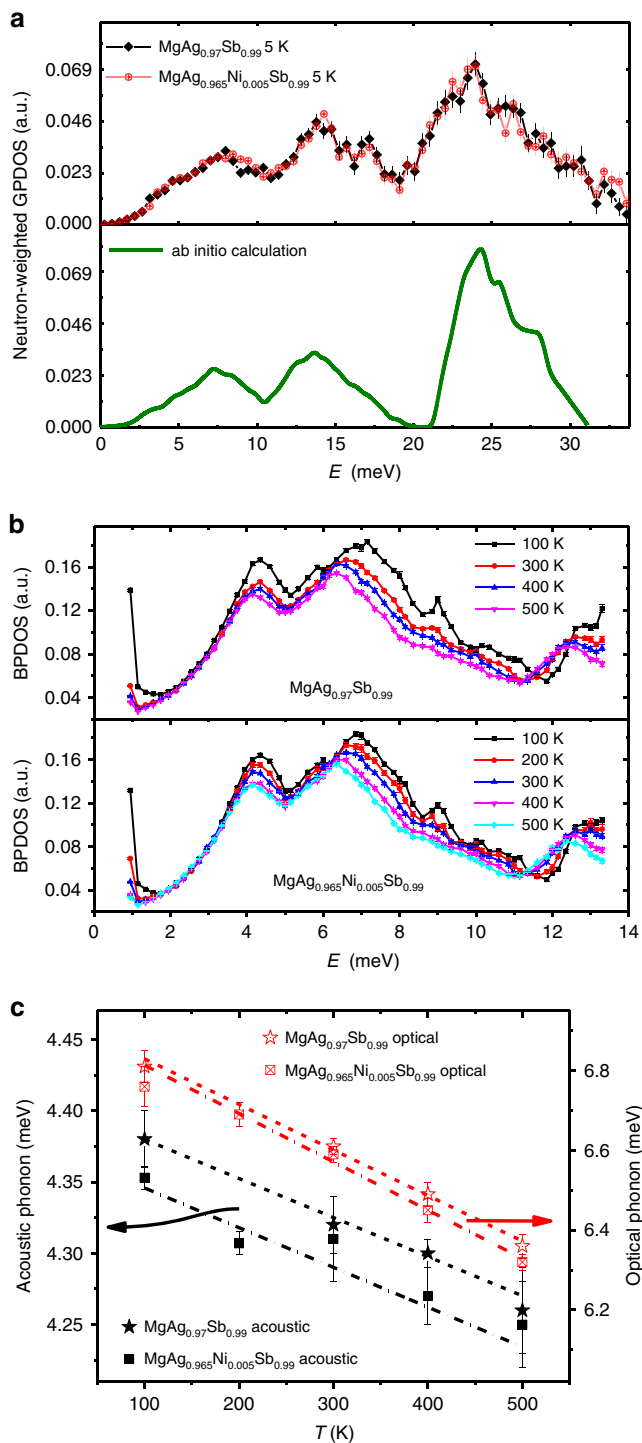 a
MgAg0.97Sb0.99 5 K
MgAg0.965Ni0.005Sb0.99 5 K
0.069
0.046
0.023
0.000
Neutron-weighted GPDOS (a.u.)
ab initio calculation
0.069
0.046
0.023
0.000
0 5 10 15 20 25 30
E (meV)
b
BPDOS (a.u.)
0.16
0.12
0.08
0.04
100 K
300 K
400 K
500 K
MgAg0.97Sb0.99
BPDOS (a.u.)
0.16
0.12
0.08
0.04
100 K
200 K
300 K
400 K
500 K
MgAg0.965Ni0.005Sb0.99
0 2 4 6 8 10 12 14
E (meV)
c
Acoustic phonon (meV)
4.45
4.40
4.35
4.30
4.25
MgAg0.97Sb0.99 optical
MgAg0.965Ni0.005Sb0.99 optical
MgAg0.97Sb0.99 acoustic
MgAg0.965Ni0.005Sb0.99 acoustic
6.8
6.6
6.4
6.2
6.0
Optical phonon (meV)
100 200 300 400 500
T (K)